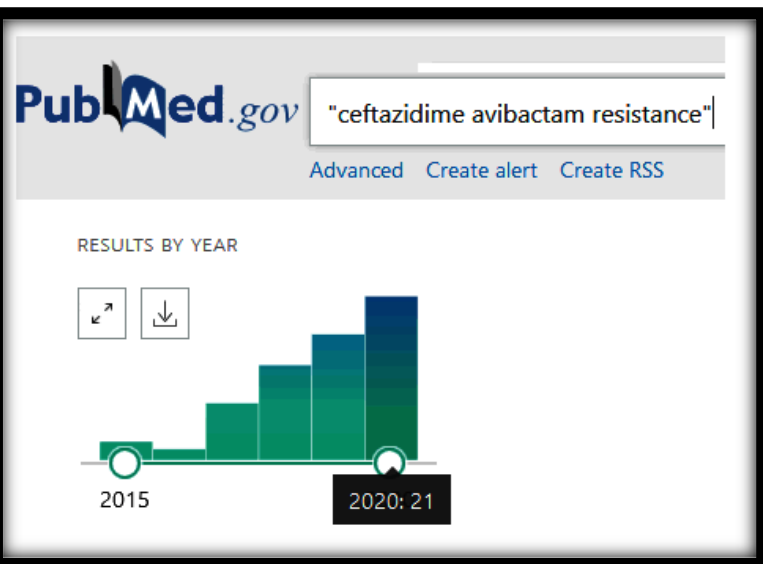 PubMed.gov
"ceftazidime avibactam resistance"
Advanced Create alert Create RSS
RESULTS BY YEAR
2015
2020: 21